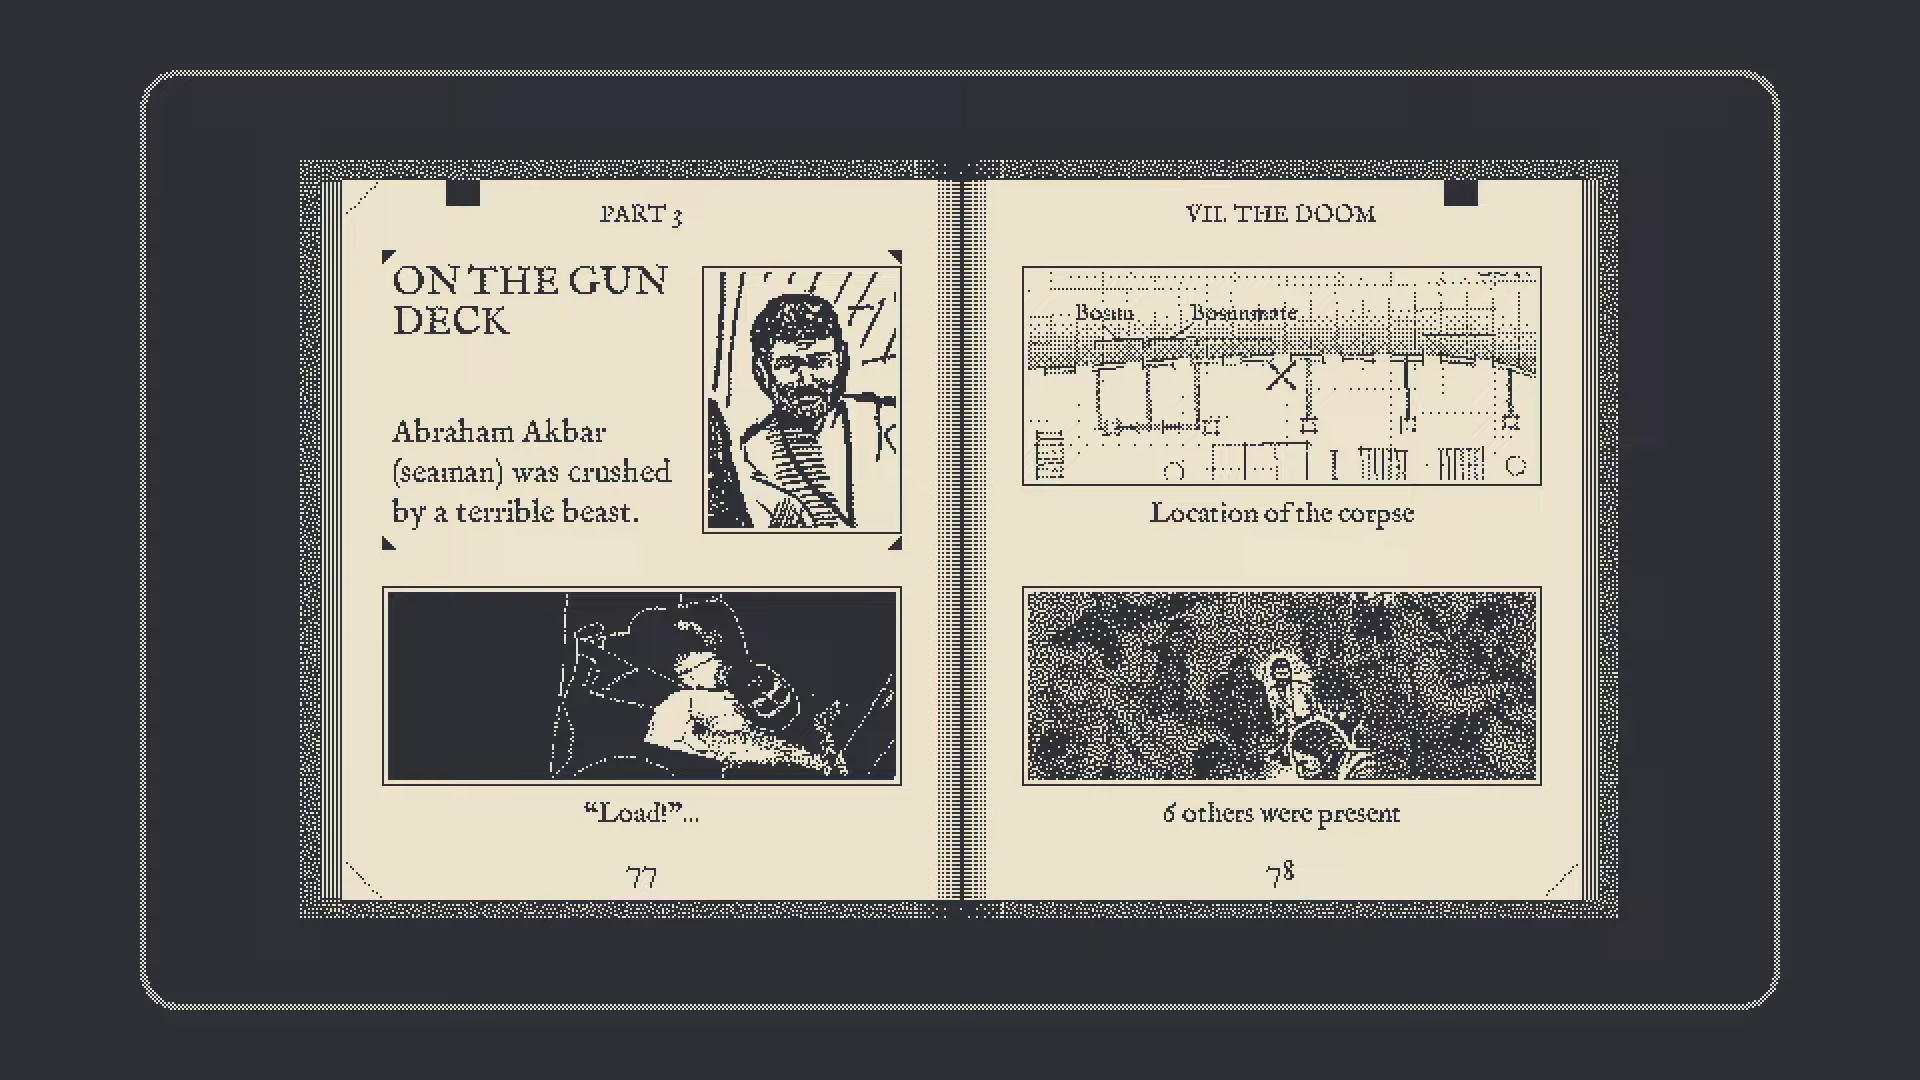 PART 3
ON THE GUN
DECK
Abraham Akbar
(seaman) was crushed
by a terrible beast.
“Load!”...
77
VII. THE DOOM
Bosun
Bosunmate
Location of the corpse
6 others were present
78